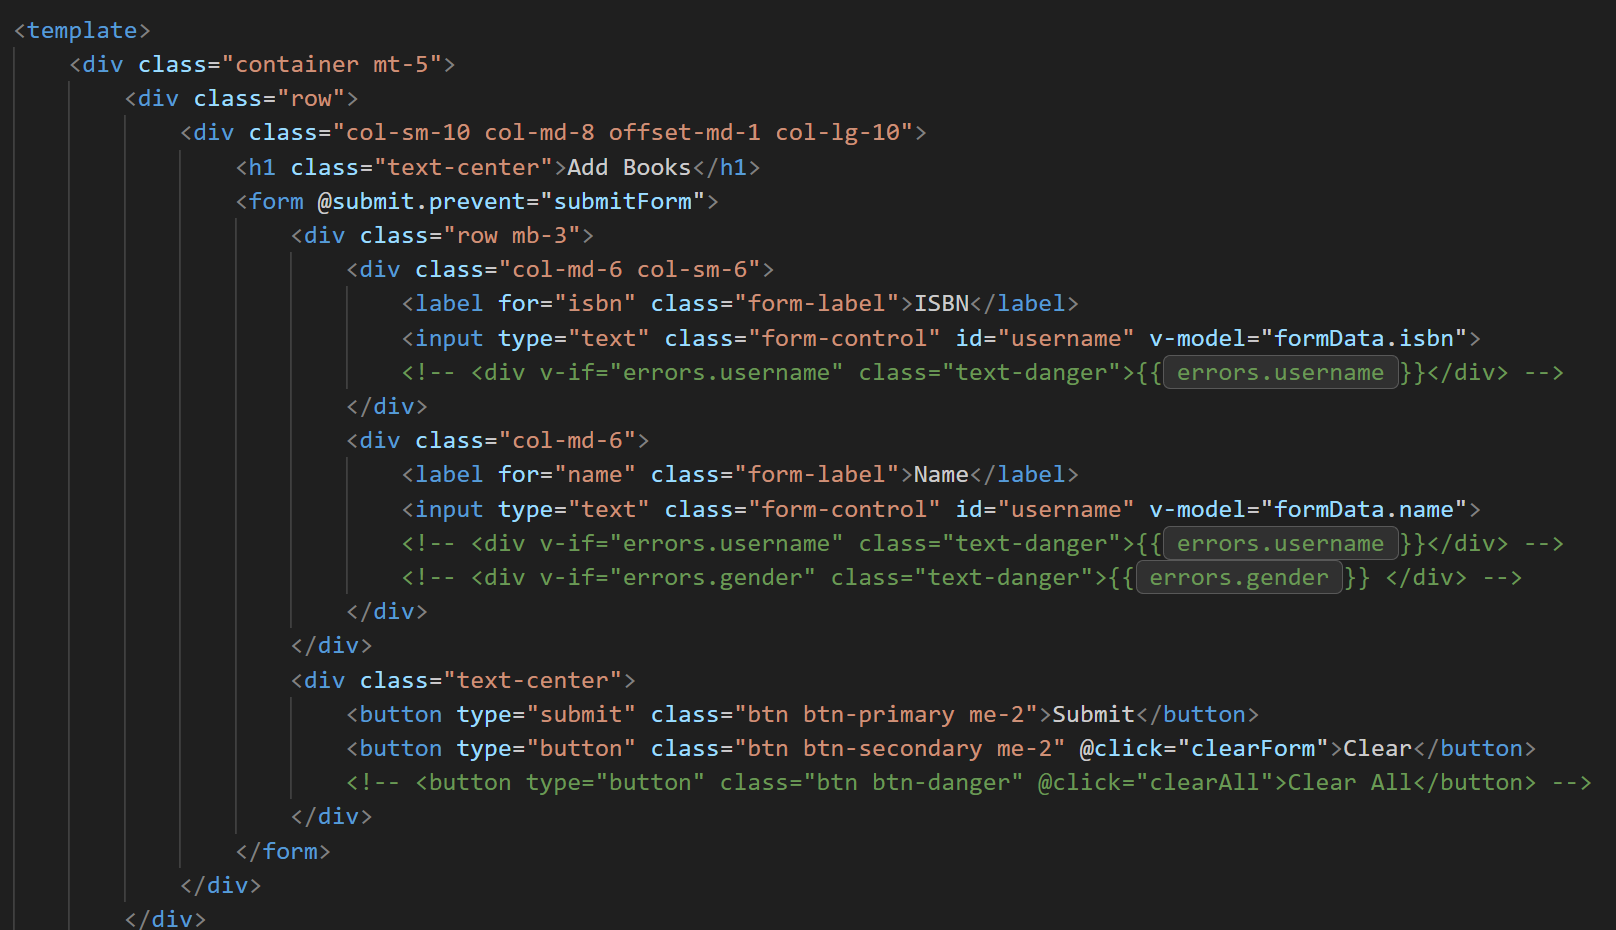 <template>
<div class="container mt-5">
<div class="row">
<div class="col-sm-10 col-md-8 offset-md-1 col-lg-10">
<h1 class="text-center">Add Books</h1>
<form @submit.prevent="submitForm">
<div class="row mb-3">
<div class="col-md-6 col-sm-6">
<label for="isbn" class="form-label">ISBN</label>
<input type="text" class="form-control" id="username" v-model="formData.isbn">
<!-- <div v-if="errors.username" class="text-danger">{{ errors.username }}</div> -->
</div>
<div class="col-md-6">
<label for="name" class="form-label">Name</label>
<input type="text" class="form-control" id="username" v-model="formData.name">
<!-- <div v-if="errors.username" class="text-danger">{{ errors.username }}</div> -->
<!-- <div v-if="errors.gender" class="text-danger">{{ errors.gender }} </div> -->
</div>
</div>
<div class="text-center">
<button type="submit" class="btn btn-primary me-2">Submit</button>
<button type="button" class="btn btn-secondary me-2" @click="clearForm">Clear</button>
<!-- <button type="button" class="btn btn-danger" @click="clearAll">Clear All</button> -->
</div>
</form>
</div>
</div>